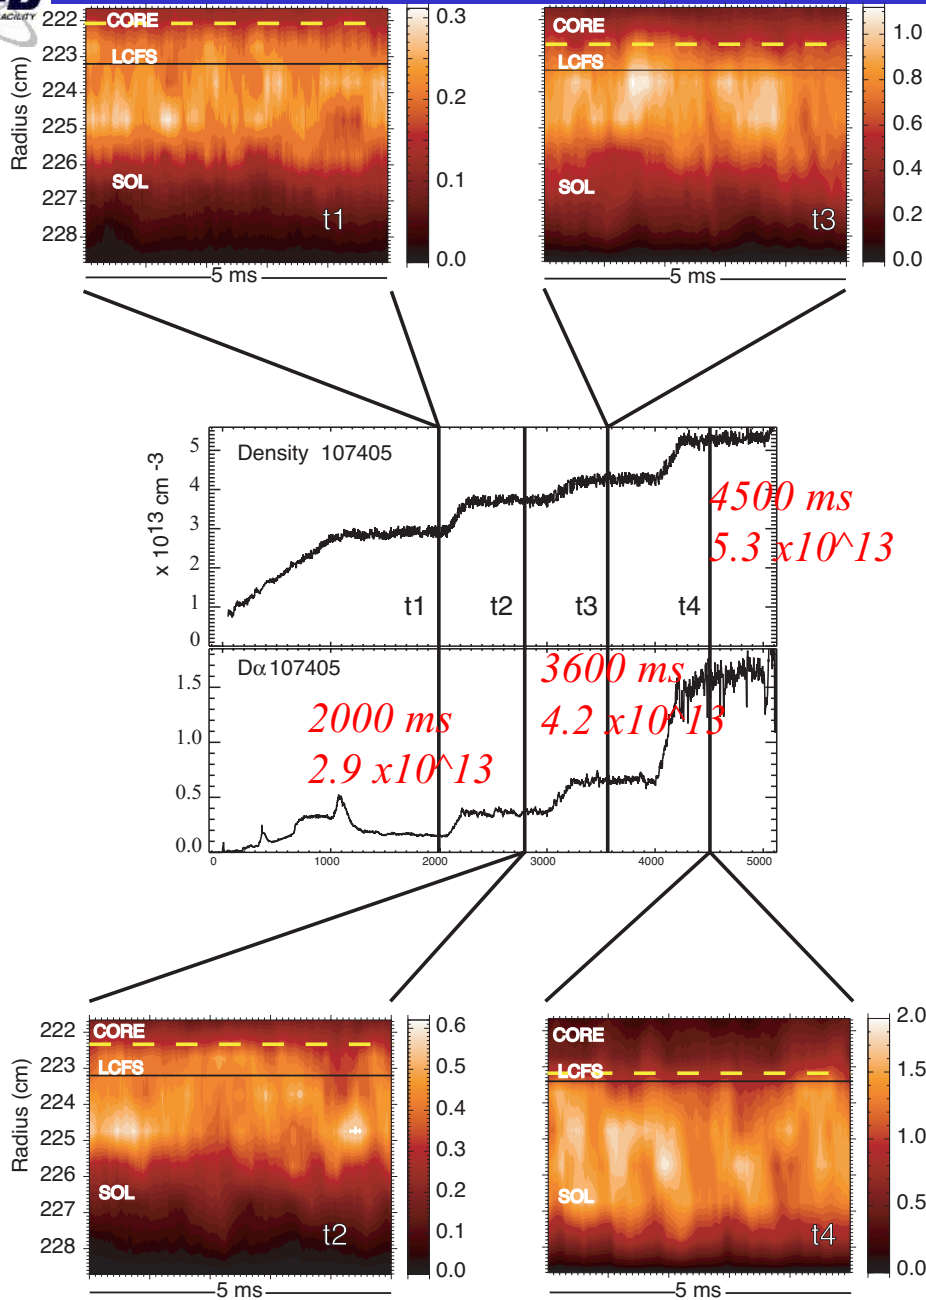 ACILITY
CORE
LCFS
SOL
t1
Radius (cm)
222
223
224
225
226
227
228
0.3
0.2
0.1
0.0
5 ms
CORE
LCFS
SOL
t3
1.0
0.8
0.6
0.4
0.2
0.0
5 ms
Density 107405
x 10 13 cm -3
5
4
3
2
1
0
t1
t2
t3
t4
4500 ms
5.3 x10^13
Dα 107405
3600 ms
4.2 x10^13
2000 ms
2.9 x10^13
1.5
1.0
0.5
0.0
0
1000
2000
3000
4000
5000
CORE
LCFS
SOL
t2
Radius (cm)
222
223
224
225
226
227
228
0.6
0.5
0.4
0.3
0.2
0.1
0.0
5 ms
CORE
LCFS
SOL
t4
2.0
1.5
1.0
0.5
0.0
5 ms